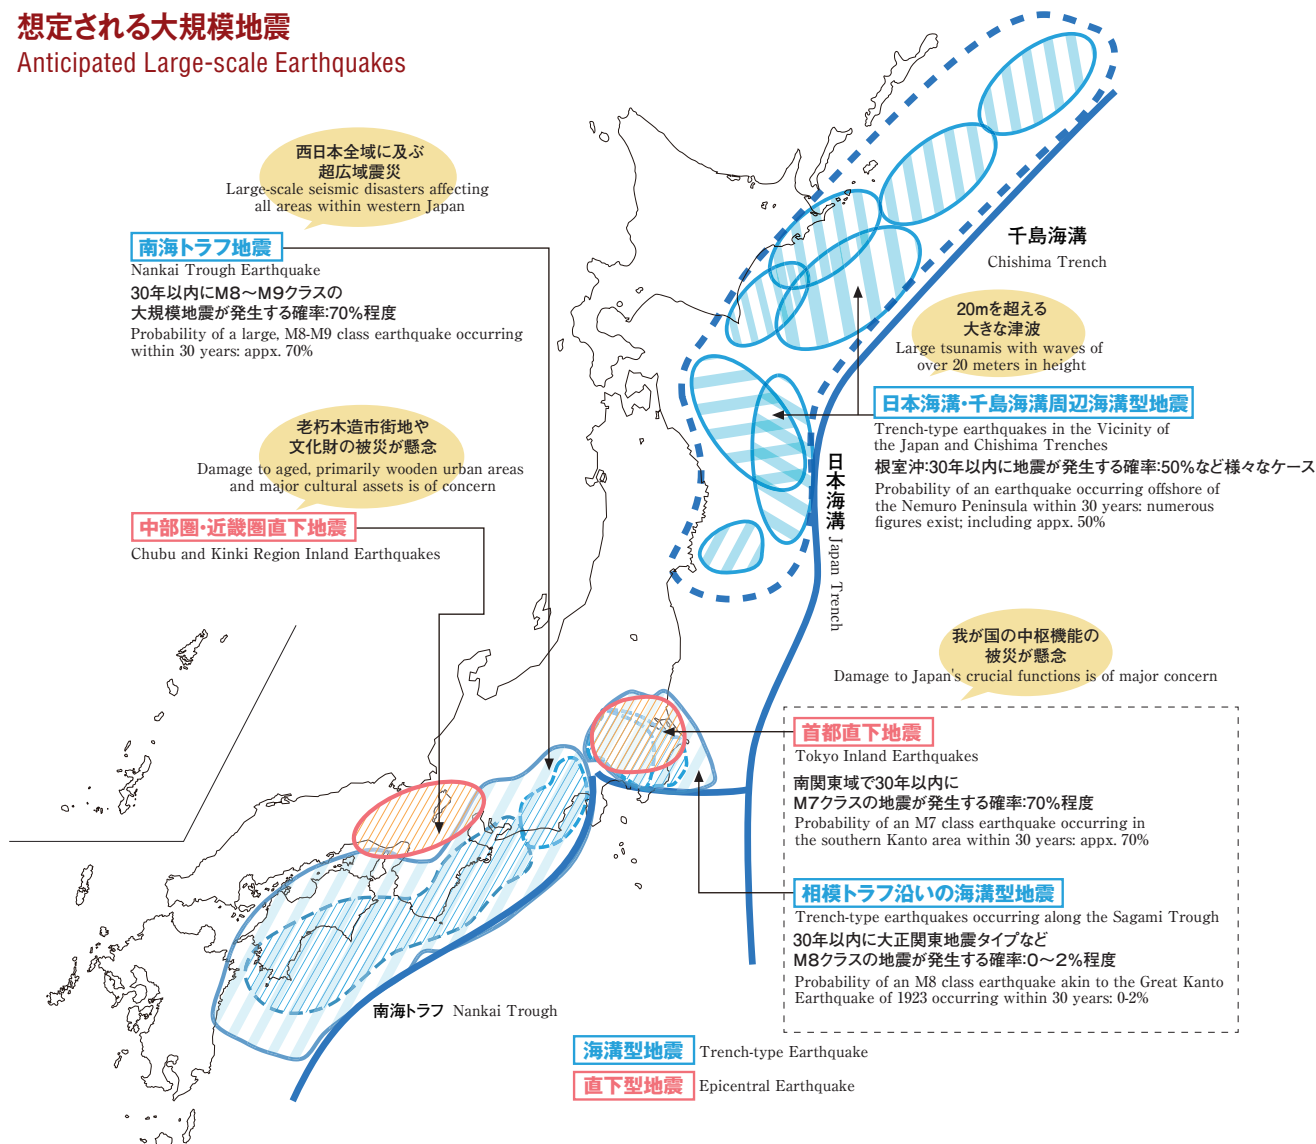 想定される大規模地震
Anticipated Large-scale Earthquakes
西日本全域に及ぶ
超広域震災
Large-scale seismic disasters affecting
all areas within western Japan
南海トラフ地震
Nankai Trough Earthquake
30年以内にM8～M9クラスの
大規模地震が発生する確率:70%程度
Probability of a large, M8-M9 class earthquake occurring
within 30 years: appx. 70%
老朽木造市街地や
文化財の被災が懸念
Damage to aged, primarily wooden urban areas
and major cultural assets is of concern
中部圏・近畿圏直下地震
Chubu and Kinki Region Inland Earthquakes
千島海溝
Chishima Trench
20mを超える
大きな津波
Large tsunamis with waves of
over 20 meters in height
日本海溝・千島海溝周辺海溝型地震
Trench-type earthquakes in the Vicinity of
the Japan and Chishima Trenches
根室沖:30年以内に地震が発生する確率:50%など様々なケース
Probability of an earthquake occurring offshore of
the Nemuro Peninsula within 30 years: numerous
figures exist; including appx. 50%
日本海溝 Japan Trench
我が国の中枢機能の
被災が懸念
Damage to Japan's crucial functions is of major concern
首都直下地震
Tokyo Inland Earthquakes
南関東域で30年以内に
M7クラスの地震が発生する確率:70%程度
Probability of an M7 class earthquake occurring in
the southern Kanto area within 30 years: appx. 70%
相模トラフ沿いの海溝型地震
Trench-type earthquakes occurring along the Sagami Trough
30年以内に大正関東地震タイプなど
M8クラスの地震が発生する確率:0～2%程度
Probability of an M8 class earthquake akin to the Great Kanto
Earthquake of 1923 occurring within 30 years: 0-2%
南海トラフ Nankai Trough
海溝型地震 Trench-type Earthquake
直下型地震 Epicentral Earthquake